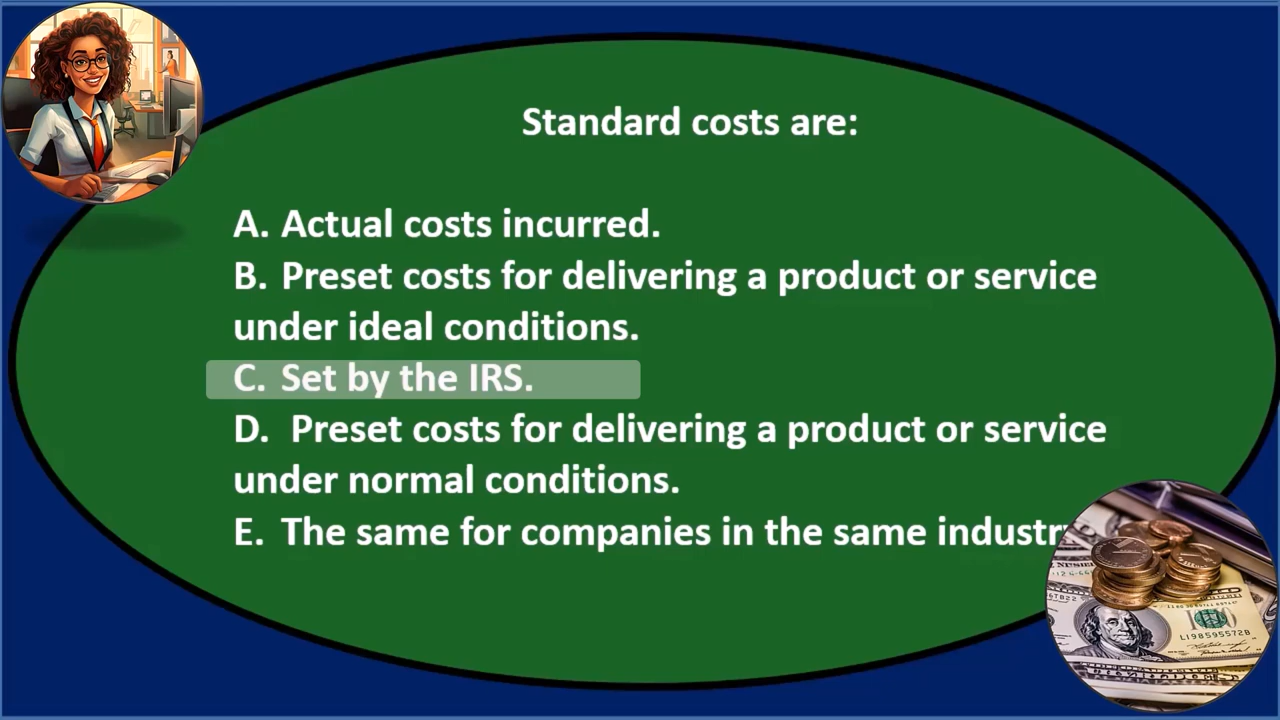 Standard costs are:
A. Actual costs incurred.
B. Preset costs for delivering a product or service
under ideal conditions.
C. Set by the IRS.
D. Preset costs for delivering a product or service
under normal conditions.
E. The same for companies in the same
L198595572B